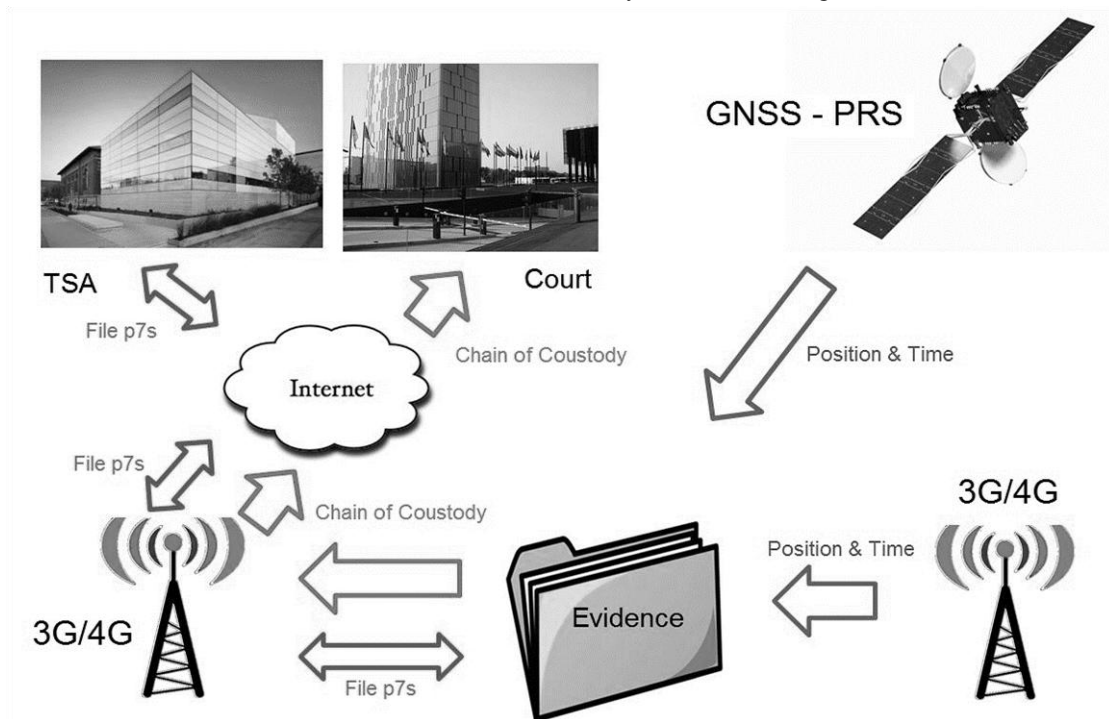 GNSS - PRS
TSA
Court
File p7s
Chain of Coustody
Position & Time
Internet
File p7s
3G/4G
Chain of Coustody
Position & Time
Evidence
3G/4G
File p7s